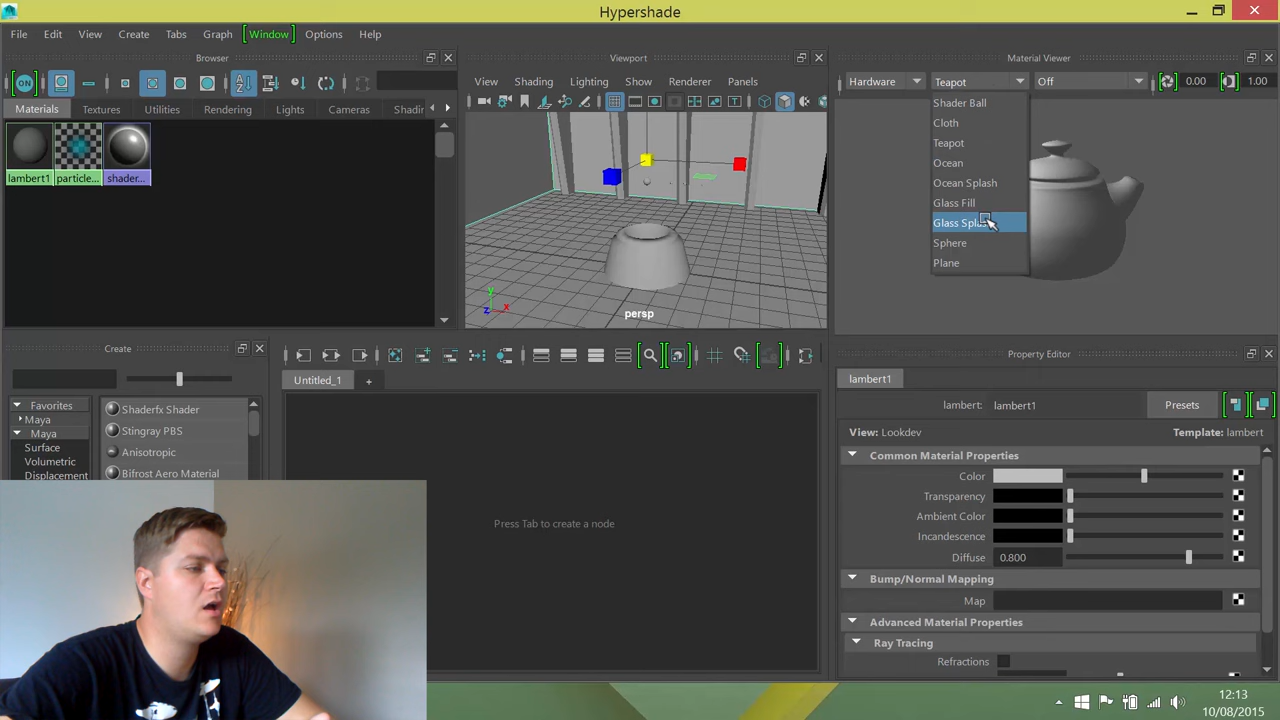 Hypershade
File Edit View Create Tabs Graph [Window] Options Help
Browser
ON
Materials Textures Utilities Rendering Lights Cameras Shadi
lambert1 particle... shader...
Viewport
View Shading Lighting Show Renderer Panels
persp
y
z x
Material Viewer
Hardware Teapot Off 0.00 1.00
Shader Ball
Cloth
Teapot
Ocean
Ocean Splash
Glass Fill
Glass
Sphere
Plane
Create
Favorites
Maya
Maya
Surface
Volumetric
Displacement
Shaderfx Shader
Stingray PBS
Anisotropic
Bifrost Aero Material
Untitled_1 +
Press Tab to create a node
Property Editor
lambert1
lambert: lambert1 Presets
View: Lookdev Template: lambert
Common Material Properties
Color
Transparency
Ambient Color
Incandescence
Diffuse 0.800
Bump/Normal Mapping
Map
Advanced Material Properties
Ray Tracing
Refractions
12:13
10/08/2015